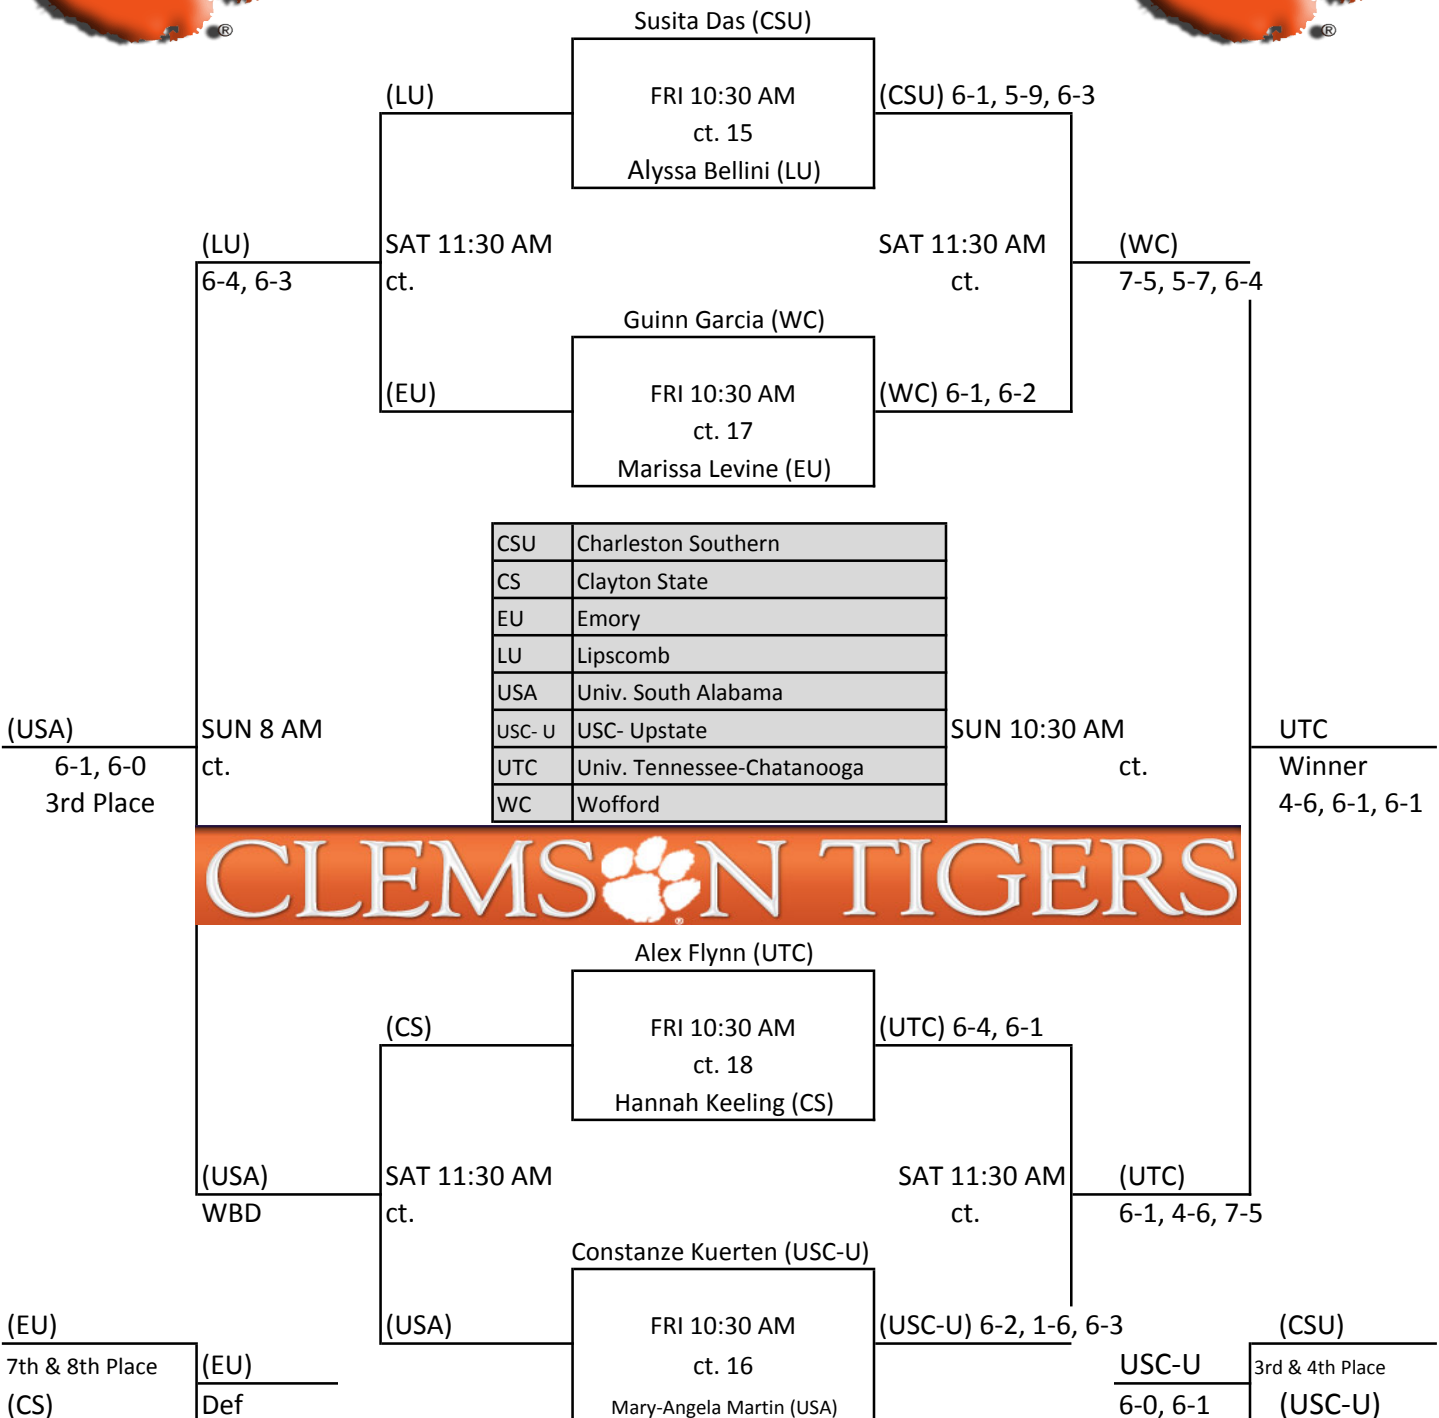 ® ®
Susita Das (CSU)
(LU) FRI 10:30 AM (CSU) 6-1, 5-9, 6-3
ct. 15
Alyssa Bellini (LU)
(LU) SAT 11:30 AM SAT 11:30 AM (WC)
6-4, 6-3 ct. ct. 7-5, 5-7, 6-4
Guinn Garcia (WC)
(EU) FRI 10:30 AM (WC) 6-1, 6-2
ct. 17
Marissa Levine (EU)
CSU Charleston Southern
CS Clayton State
EU Emory
LU Lipscomb
USA Univ. South Alabama
(USA) SUN 8 AM USC- U USC- Upstate SUN 10:30 AM UTC
6-1, 6-0 ct. UTC Univ. Tennessee-Chatanooga ct. Winner
3rd Place WC Wofford 4-6, 6-1, 6-1
CLEMSON TIGERS
Alex Flynn (UTC)
(CS) FRI 10:30 AM (UTC) 6-4, 6-1
ct. 18
Hannah Keeling (CS)
(USA) SAT 11:30 AM SAT 11:30 AM (UTC)
WBD ct. ct. 6-1, 4-6, 7-5
Constanze Kuerten (USC-U)
(EU) (USA) FRI 10:30 AM (USC-U) 6-2, 1-6, 6-3 (CSU)
7th & 8th Place (EU) ct. 16 USC-U 3rd & 4th Place
(CS) Def Mary-Angela Martin (USA) 6-0, 6-1 (USC-U)